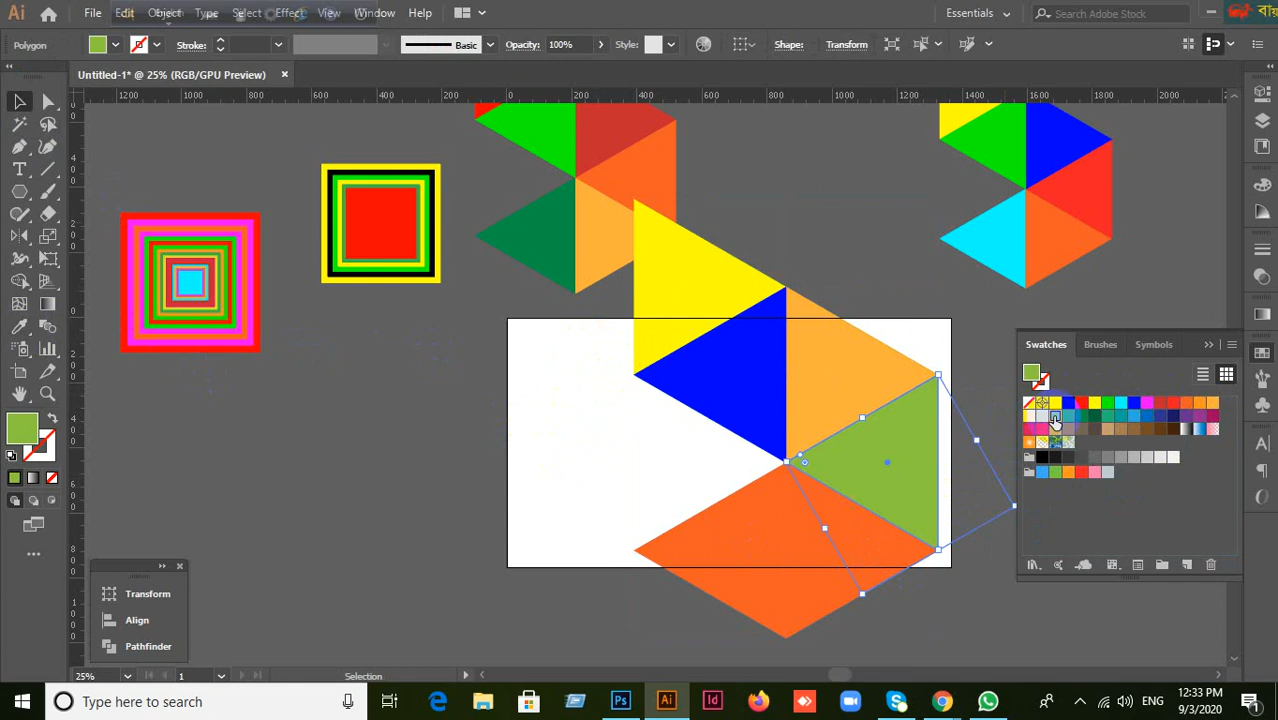 Ai File Edit Object Type Select Effect View Window Help Essentials Search Adobe Stock
Polygon Stroke: Basic Opacity: 100% Style: Shape: Transform
Untitled-1* @ 25% (RGB/GPU Preview)
1200 1000 800 600 400 200 0 200 400 600 800 1000 1200 1400 1600 1800 2000
Swatches Brushes Symbols
Transform
Align
Pathfinder
25% 1 Selection
Type here to search
Ps Ai Id
ENG
12:33 PM
9/3/2020